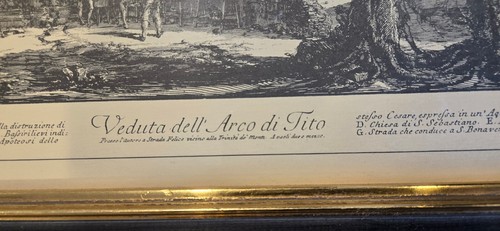 lla distruzione di
Bassirilievi indi-
Apoteosi dello
Veduta dell' Arco di Tito
Presso l'autore a Strada Felice vicino alla Trinità de' Monti. A paoli due e mezzo.
stesso Cesare, espressa in un' Aq
D. Chiesa di S. Sebastiano. E.
G. Strada che conduce a S. Bonave